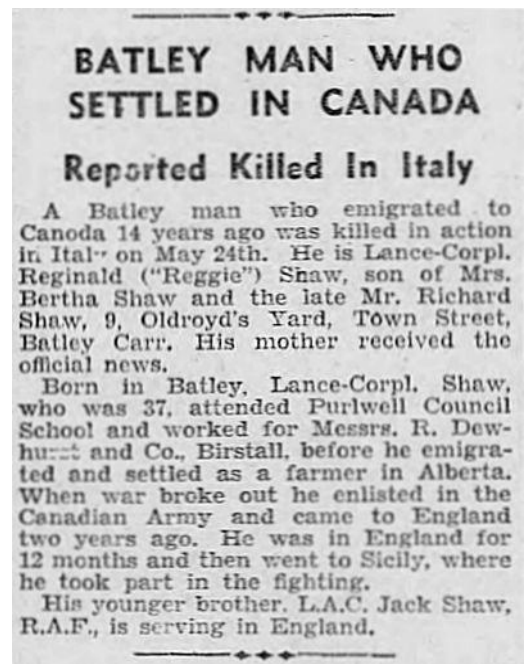 BATLEY MAN WHO
SETTLED IN CANADA
Reported Killed In Italy
A Batley man who emigrated to
Canoda 14 years ago was killed in action
in Ital on May 24th. He is Lance-Corpl.
Reginald ("Reggie") Shaw, son of Mrs.
Bertha Shaw and the late Mr. Richard
Shaw, 9, Oldroyd's Yard, Town Street,
Batley Carr. His mother received the
official news.
Born in Batley, Lance-Corpl. Shaw,
who was 37, attended Purlwell Council
School and worked for Messrs. R. Dew-
hurst and Co., Birstall, before he emigra-
ted and settled as a farmer in Alberta.
When war broke out he enlisted in the
Canadian Army and came to England
two years ago. He was in England for
12 months and then went to Sicily, where
he took part in the fighting.
His younger brother, L.A.C. Jack Shaw,
R.A.F., is serving in England.